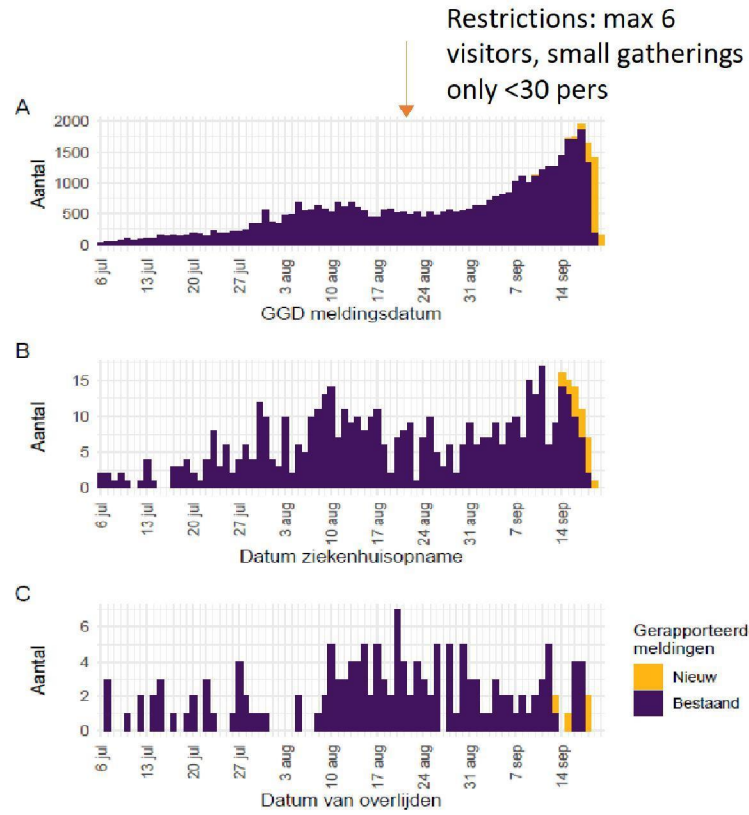 Restrictions: max 6
visitors, small gatherings
only <30 pers
A
Aantal
2000
1500
1000
500
0
6 jul
13 jul
20 jul
27 jul
3 aug
10 aug
17 aug
24 aug
31 aug
7 sep
14 sep
GGD meldingsdatum
B
Aantal
15
10
5
0
6 jul
13 jul
20 jul
27 jul
3 aug
10 aug
17 aug
24 aug
31 aug
7 sep
14 sep
Datum ziekenhuisopname
C
Aantal
6
4
2
0
6 jul
13 jul
20 jul
27 jul
3 aug
10 aug
17 aug
24 aug
31 aug
7 sep
14 sep
Datum van overlijden
Gerapporteerd
meldingen
Nieuw
Bestaand